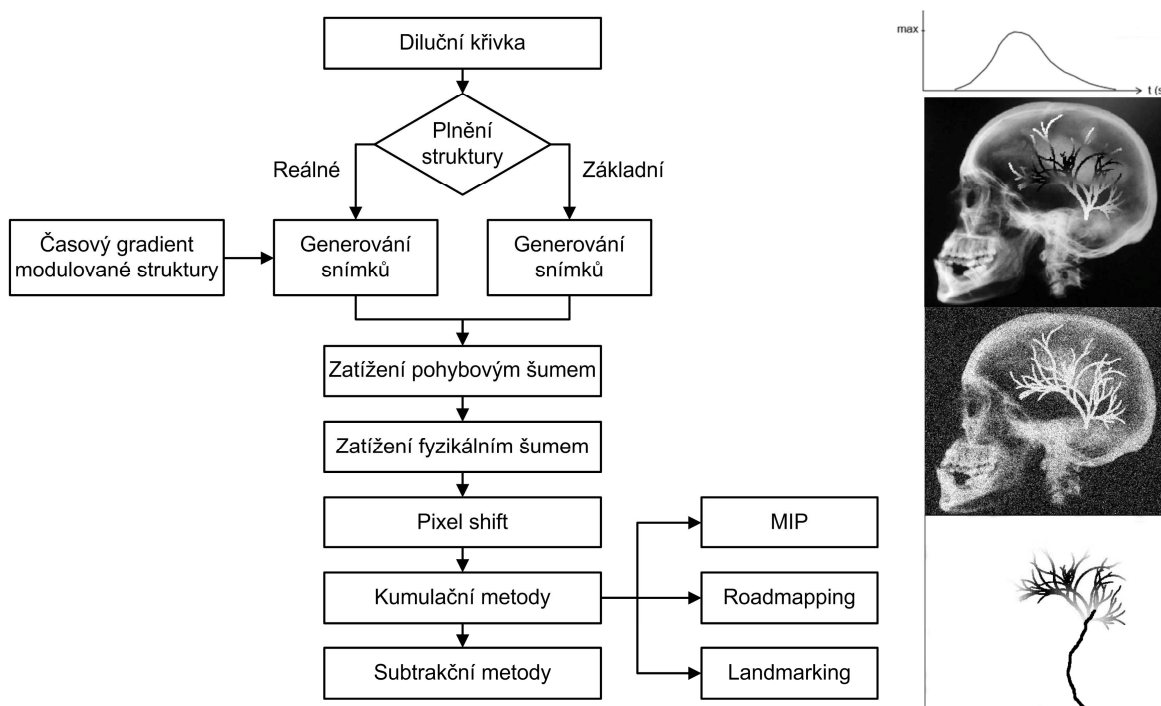 Diluční křivka
Plnění
struktury
Reálné
Základní
Časový gradient
modulované struktury
Generování
snímků
Generování
snímků
Zatížení pohybovým šumem
Zatížení fyzikálním šumem
Pixel shift
Kumulační metody
Subtrakční metody
MIP
Roadmapping
Landmarking
max
t (s